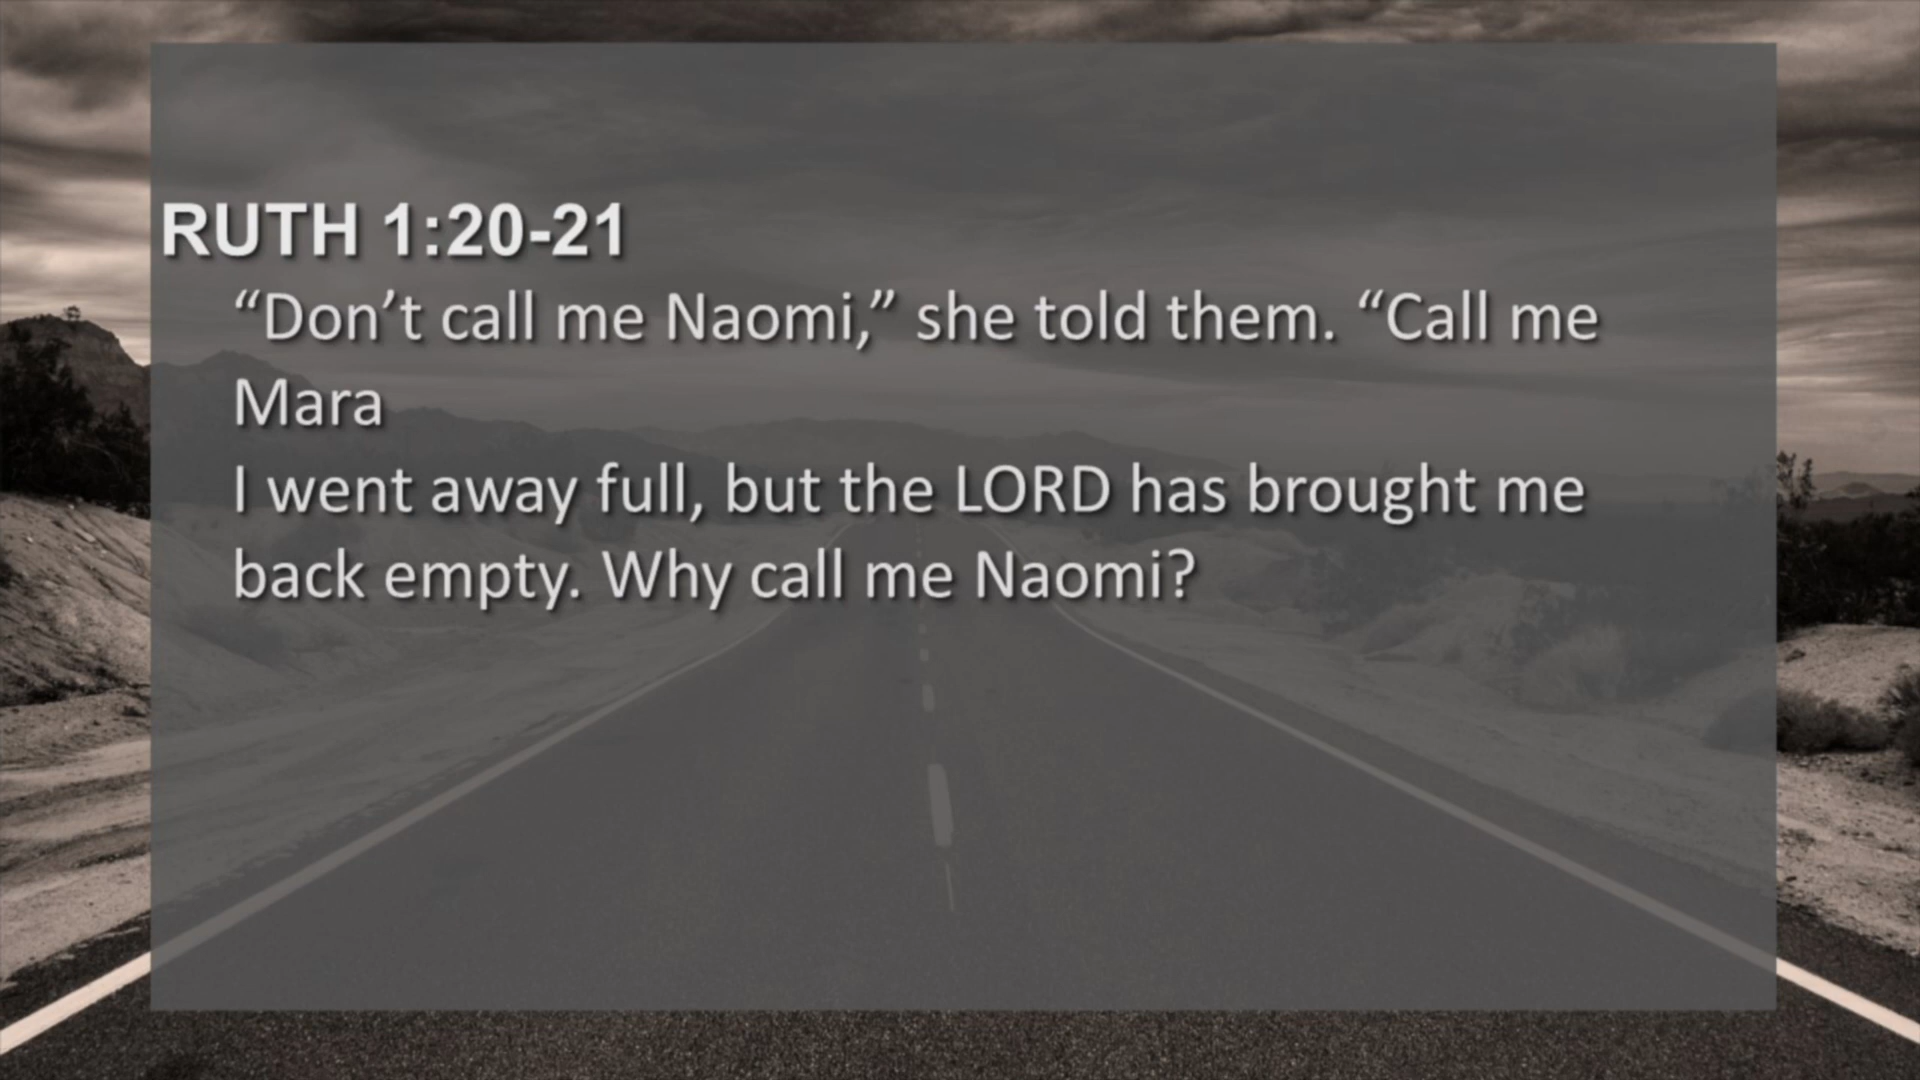 RUTH 1:20-21
“Don’t call me Naomi,” she told them. “Call me
Mara
I went away full, but the LORD has brought me
back empty. Why call me Naomi?